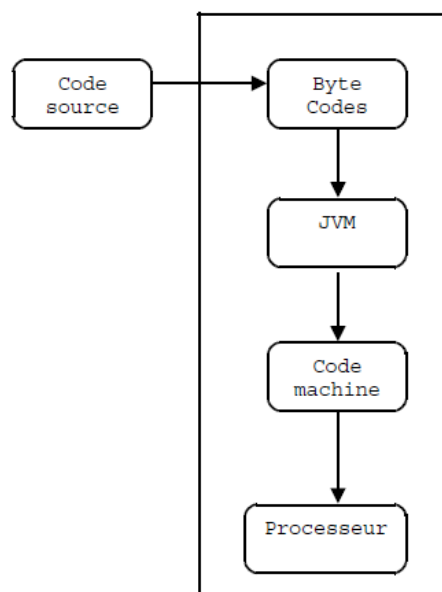 Code
source
Byte
Codes
JVM
Code
machine
Processeur